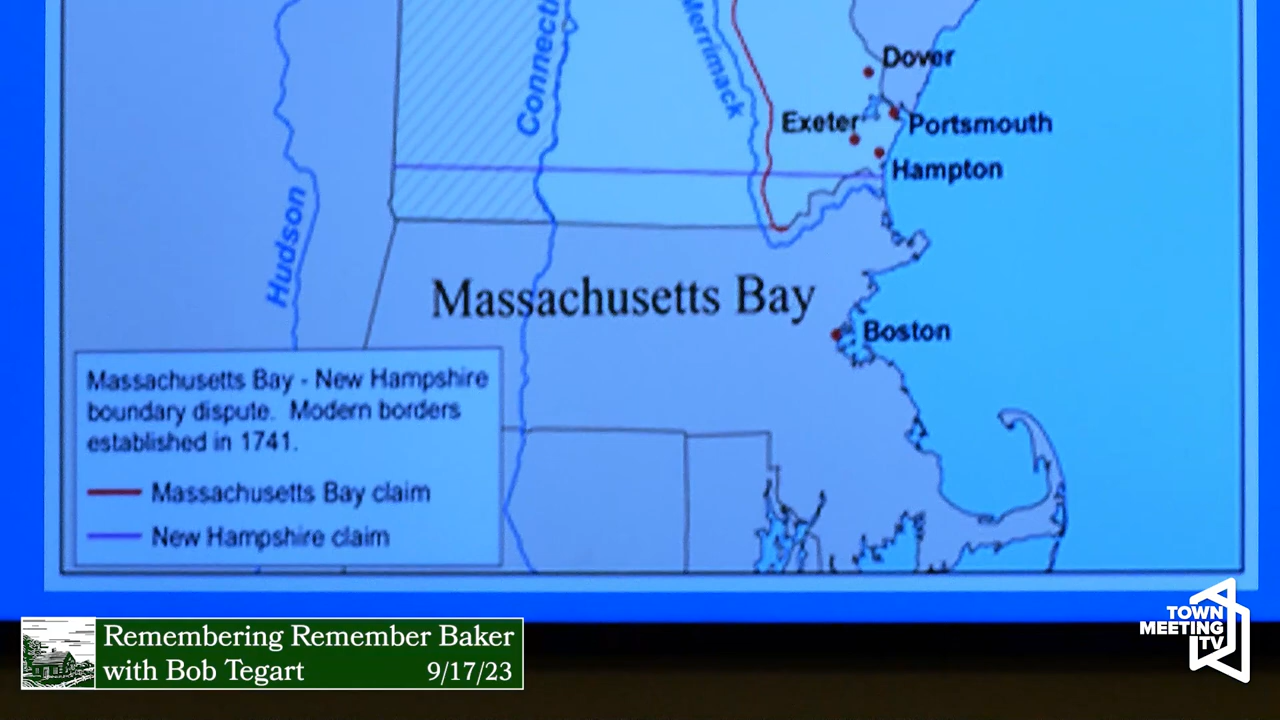 Connecti
Merrimack
Dover
Exeter
Portsmouth
Hampton
Hudson
Massachusetts Bay
Boston
Massachusetts Bay - New Hampshire
boundary dispute. Modern borders
established in 1741.
Massachusetts Bay claim
New Hampshire claim
Remembering Remember Baker
with Bob Tegart 9/17/23
TOWN
MEETING
TV